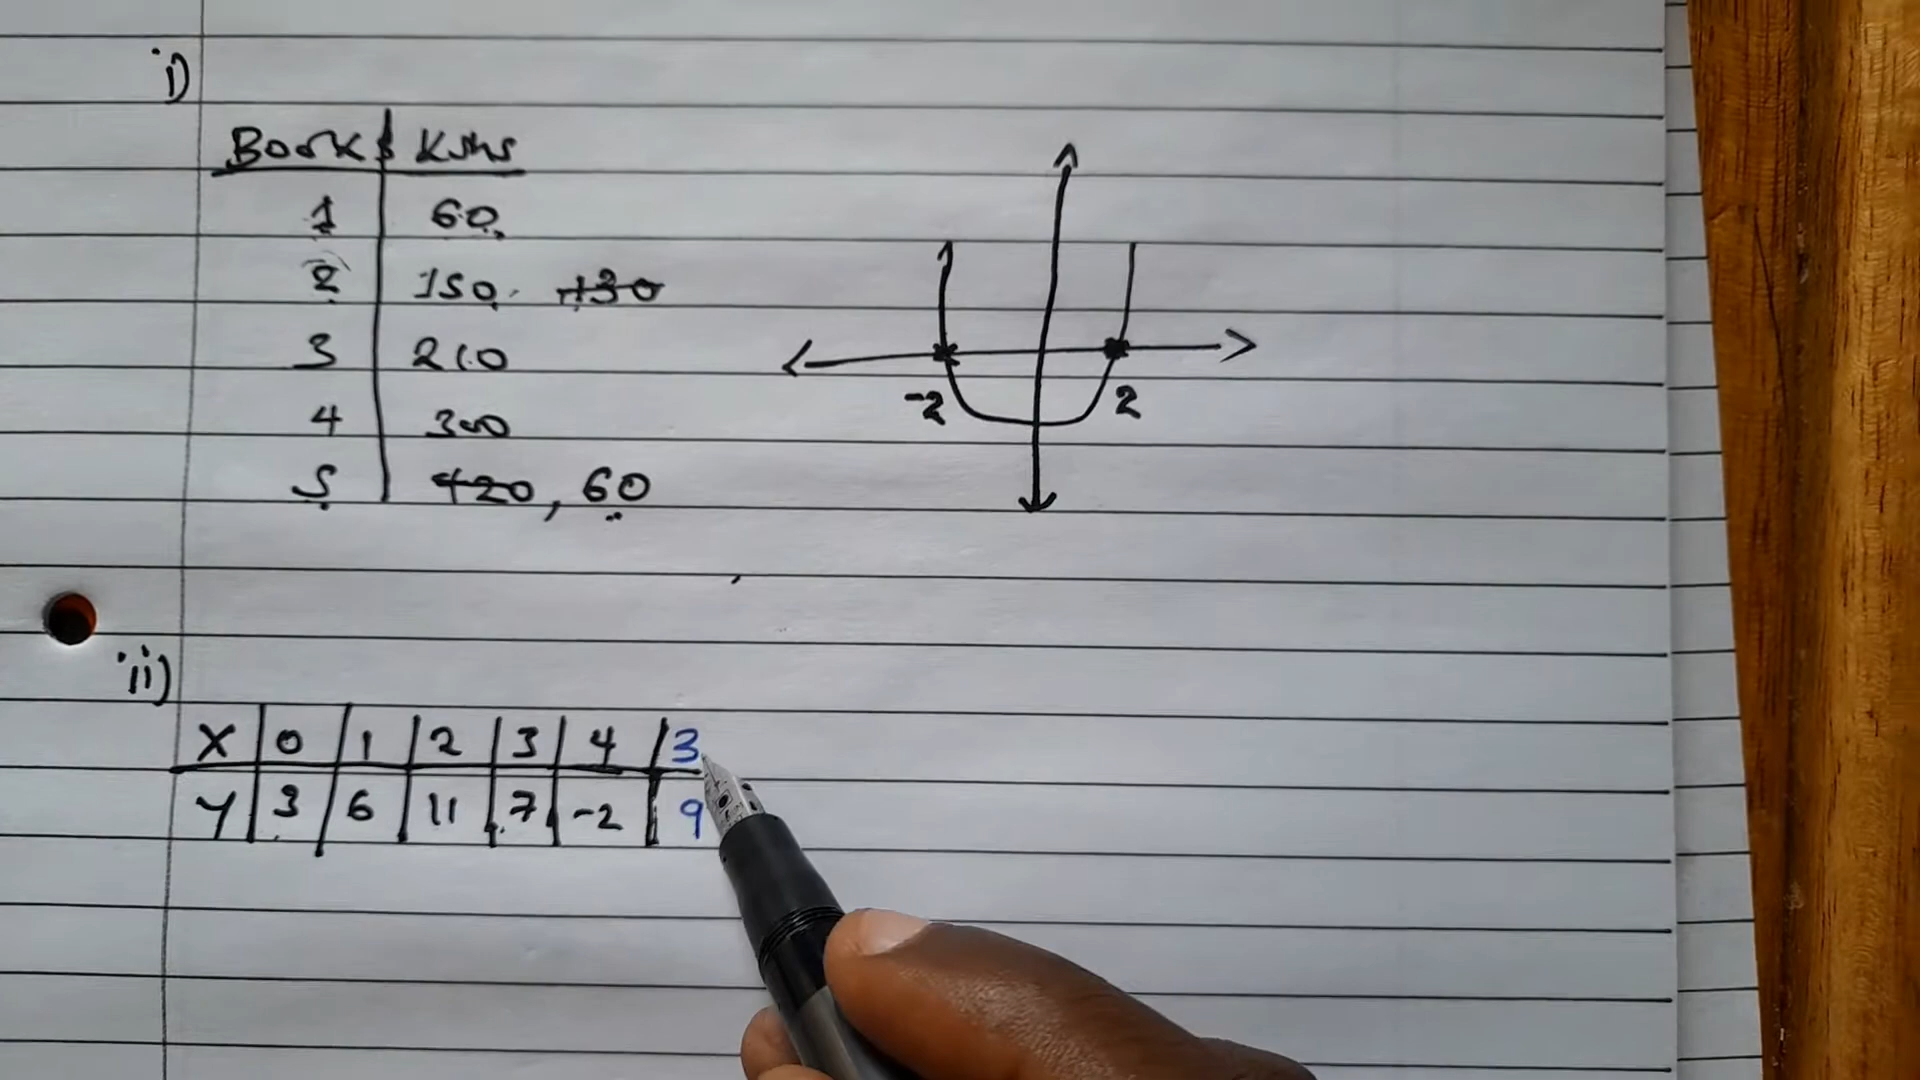 i)
Books Kshs
1 60
2 150 +30
3 210
4 300
5 420, 60
-2 2
ii)
X 0 1 2 3 4 3
Y 3 6 11 7 -2 9